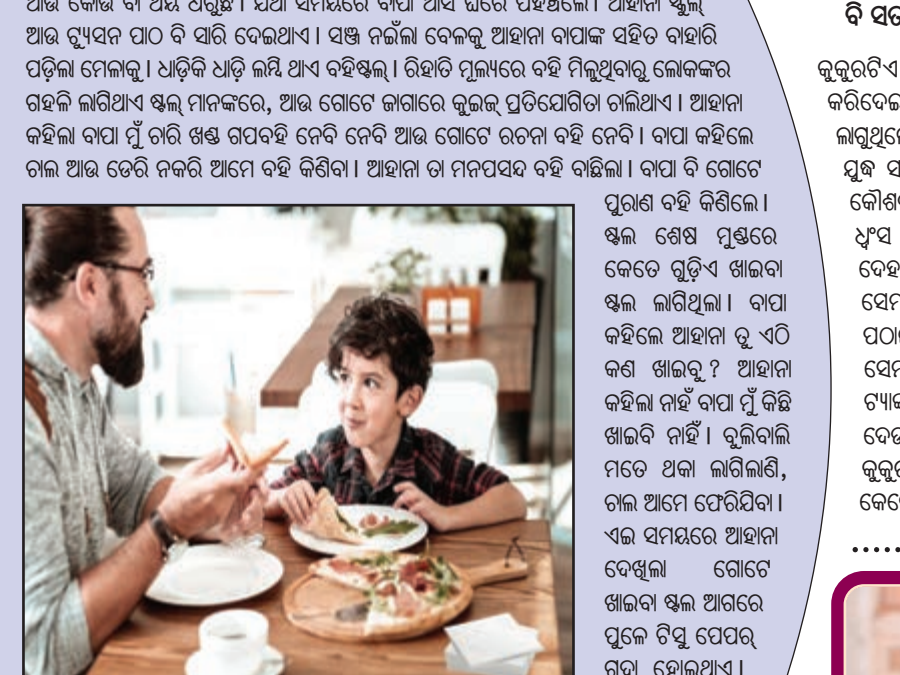 ଆଉ ଟ୍ୟୁସନ ପାଠ ବି ସାରି ଦେଇଥାଏ। ସଞ୍ଜ ନଇଁଲା ବେଳକୁ ଆହାନା ବାପାଙ୍କ ସହିତ ବାହାରି
ପଡ଼ିଲା ମେଳାକୁ। ଧାଡ଼ିକି ଧାଡ଼ି ଲମ୍ବି ଥାଏ ବହିଷ୍ଟଲ୍। ରିହାତି ମୂଲ୍ୟରେ ବହି ମିଳୁଥିବାରୁ ଲୋକଙ୍କର
ଗହଳି ଲାଗିଥାଏ ଷ୍ଟଲ୍ ମାନଙ୍କରେ, ଆଉ ଗୋଟେ ଜାଗାରେ କୁଇଜ୍ ପ୍ରତିଯୋଗିତା ଚାଲିଥାଏ। ଆହାନା
କହିଲା ବାପା ମୁଁ ଚାରି ଖଣ୍ଡ ଗପବହି ନେବି ନେବି ଆଉ ଗୋଟେ ରଚନା ବହି ନେବି। ବାପା କହିଲେ
ଚାଲ ଆଉ ଡେରି ନକରି ଆମେ ବହି କିଣିବା। ଆହାନା ତା ମନପସନ୍ଦ ବହି ବାଛିଲା। ବାପା ବି ଗୋଟେ
ପୁରାଣ ବହି କିଣିଲେ।
ଷ୍ଟଲ ଶେଷ ମୁଣ୍ଡରେ
କେତେ ଗୁଡ଼ିଏ ଖାଇବା
ଷ୍ଟଲ ଲାଗିଥିଲା। ବାପା
କହିଲେ ଆହାନା ତୁ ଏଠି
କଣ ଖାଇବୁ? ଆହାନା
କହିଲା ନାହିଁ ବାପା ମୁଁ କିଛି
ଖାଇବି ନାହିଁ। ବୁଲିବାଲି
ମତେ ଥକା ଲାଗିଲାଣି,
ଚାଲ ଆମେ ଫେରିଯିବା।
ଏଇ ସମୟରେ ଆହାନା
ଦେଖିଲା ଗୋଟେ
ଖାଇବା ଷ୍ଟଲ ଆଗରେ
ପୁଳେ ଟିସୁ ପେପର୍
ଗଦା ହୋଇଥାଏ।
ବି
କୁକୁରଟିଏ
ଯୁଦ୍ଧ
ଧ୍ୱଂସ